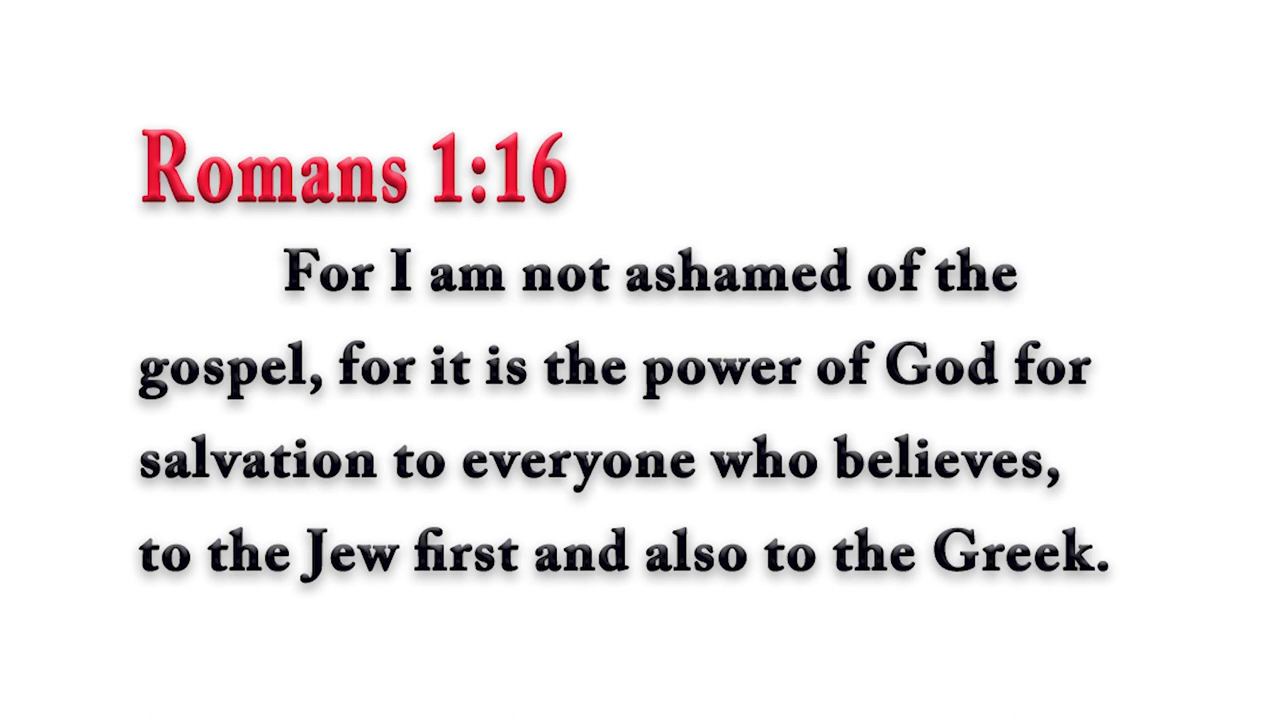 Romans 1:16
For I am not ashamed of the
gospel, for it is the power of God for
salvation to everyone who believes,
to the Jew first and also to the Greek.